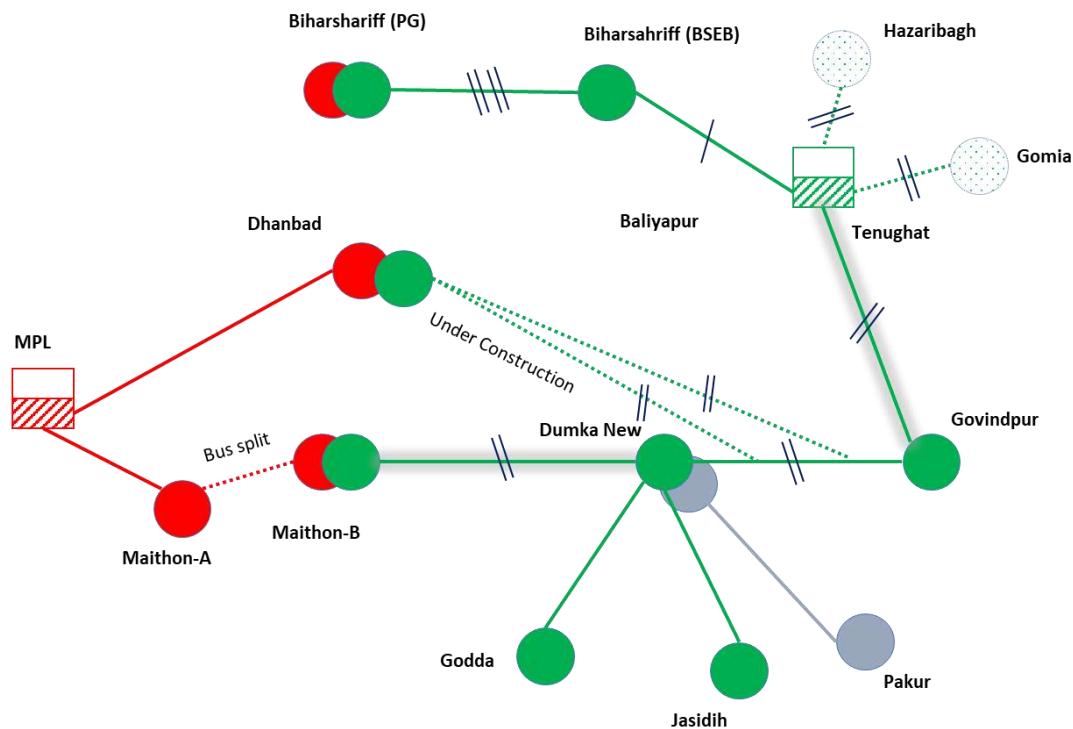 Biharshariff (PG)
Biharsahriff (BSEB)
Hazaribagh
Gomia
Dhanbad
Baliyapur
Tenughat
Under Construction
MPL
Bus split
Dumka New
Govindpur
Maithon-A
Maithon-B
Godda
Jasidih
Pakur